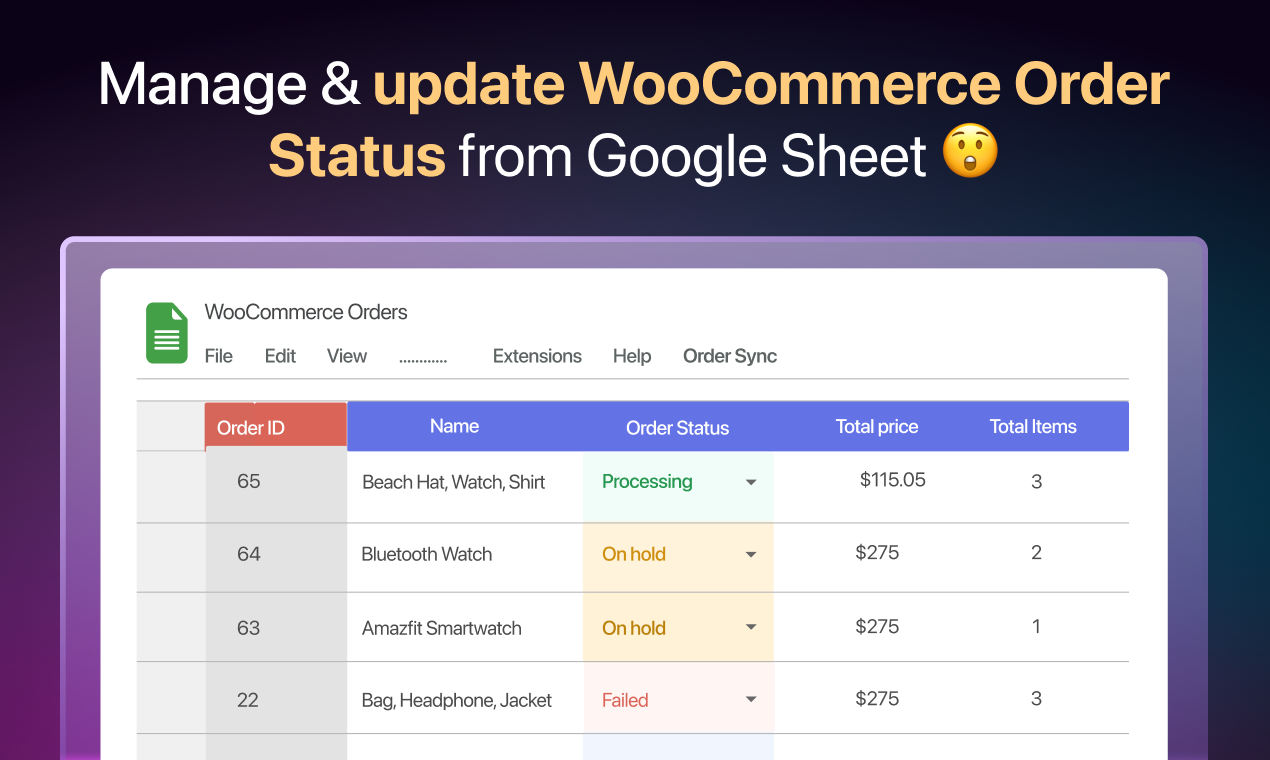 Manage & update WooCommerce Order
Status from Google Sheet 😲
WooCommerce Orders
File Edit View ............ Extensions Help Order Sync
Order ID Name Order Status Total price Total Items
65 Beach Hat, Watch, Shirt Processing $115.05 3
64 Bluetooth Watch On hold $275 2
63 Amazfit Smartwatch On hold $275 1
22 Bag, Headphone, Jacket Failed $275 3